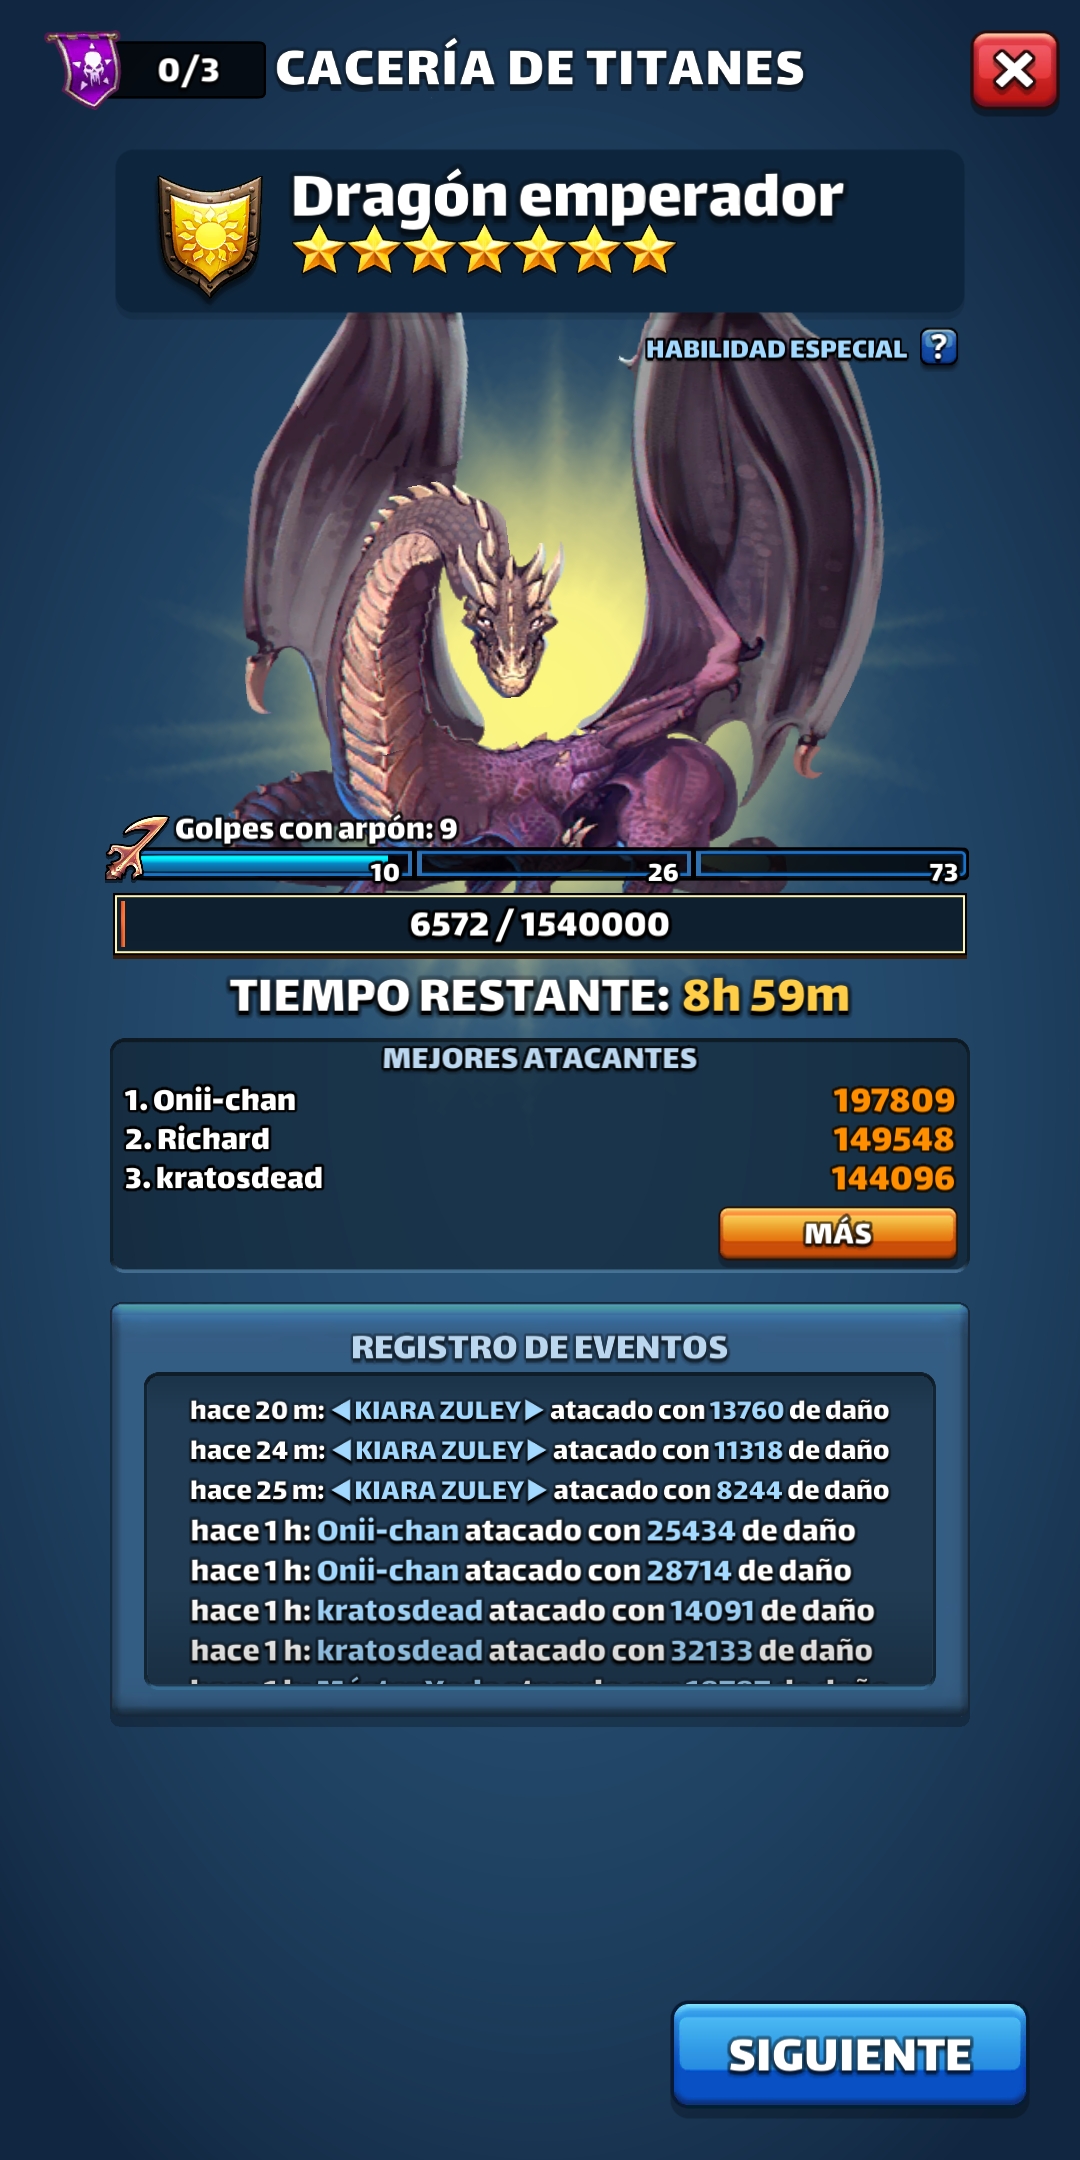 0/3
CACERÍA DE TITANES
Dragón emperador
HABILIDAD ESPECIAL ?
Golpes con arpón: 9
10 26 73
6572 / 1540000
TIEMPO RESTANTE: 8h 59m
MEJORES ATACANTES
1. Onii-chan 197809
2. Richard 149548
3. kratosdead 144096
MÁS
REGISTRO DE EVENTOS
hace 20 m: ◀KIARA ZULEY▶ atacado con 13760 de daño
hace 24 m: ◀KIARA ZULEY▶ atacado con 11318 de daño
hace 25 m: ◀KIARA ZULEY▶ atacado con 8244 de daño
hace 1 h: Onii-chan atacado con 25434 de daño
hace 1 h: Onii-chan atacado con 28714 de daño
hace 1 h: kratosdead atacado con 14091 de daño
hace 1 h: kratosdead atacado con 32133 de daño
SIGUIENTE